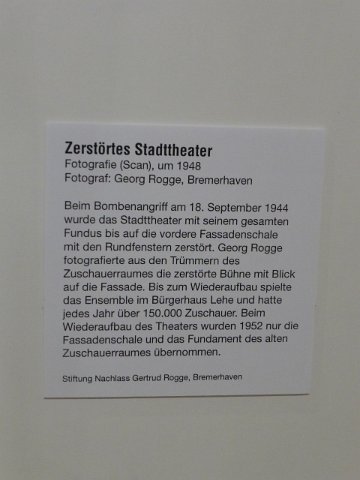 Zerstörtes Stadttheater
Fotografie (Scan), um 1948
Fotograf: Georg Rogge, Bremerhaven
Beim Bombenangriff am 18. September 1944
wurde das Stadttheater mit seinem gesamten
Fundus bis auf die vordere Fassadenschale
mit den Rundfenstern zerstört. Georg Rogge
fotografierte aus den Trümmern des
Zuschauerraumes die zerstörte Bühne mit Blick
auf die Fassade. Bis zum Wiederaufbau spielte
das Ensemble im Bürgerhaus Lehe und hatte
jedes Jahr über 150.000 Zuschauer. Beim
Wiederaufbau des Theaters wurden 1952 nur die
Fassadenschale und das Fundament des alten
Zuschauerraumes übernommen.
Stiftung Nachlass Gertrud Rogge, Bremerhaven